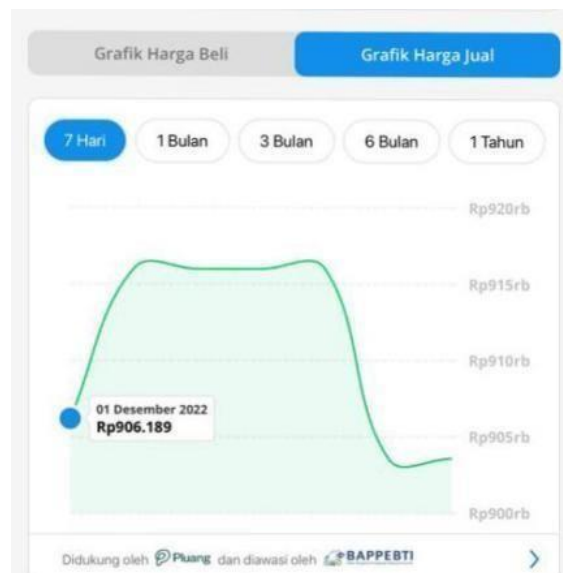 Grafik Harga Beli Grafik Harga Jual
7 Hari 1 Bulan 3 Bulan 6 Bulan 1 Tahun
Rp920rb
Rp915rb
Rp910rb
01 Desember 2022
Rp906.189
Rp905rb
Rp900rb
Didukung oleh Pluang dan diawasi oleh BAPPEBTI